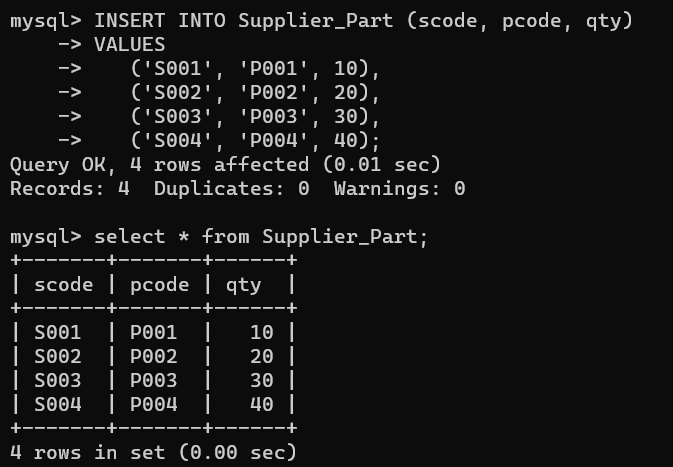 mysql> INSERT INTO Supplier_Part (scode, pcode, qty)
    -> VALUES
    ->    ('S001', 'P001', 10),
    ->    ('S002', 'P002', 20),
    ->    ('S003', 'P003', 30),
    ->    ('S004', 'P004', 40);
Query OK, 4 rows affected (0.01 sec)
Records: 4  Duplicates: 0  Warnings: 0

mysql> select * from Supplier_Part;
+-------+-------+------+
| scode | pcode | qty  |
+-------+-------+------+
| S001  | P001  |   10 |
| S002  | P002  |   20 |
| S003  | P003  |   30 |
| S004  | P004  |   40 |
+-------+-------+------+
4 rows in set (0.00 sec)